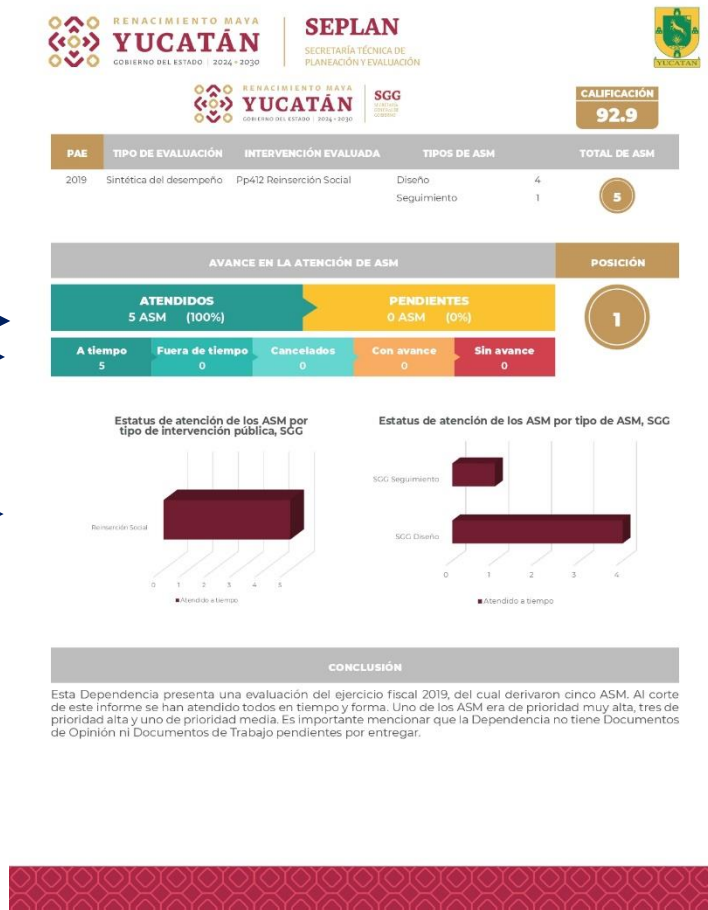 RENACIMIENTO MAYA
YUCATÁN
GOBIERNO DEL ESTADO | 2024 - 2030
SEPLAN
SECRETARÍA TÉCNICA DE
PLANEACIÓN Y EVALUACIÓN
YUCATAN
RENACIMIENTO MAYA
YUCATÁN
GOBIERNO DEL ESTADO | 2024 - 2030
SGG
CALIFICACIÓN
92.9
PAE TIPO DE EVALUACIÓN INTERVENCIÓN EVALUADA TIPOS DE ASM TOTAL DE ASM
2019 Sintética del desempeño Pp412 Reinserción Social Diseño 4
Seguimiento 1
5
AVANCE EN LA ATENCIÓN DE ASM
POSICIÓN
ATENDIDOS
5 ASM (100%)
PENDIENTES
0 ASM (0%)
1
A tiempo
5
Fuera de tiempo
0
Cancelados
0
Con avance
0
Sin avance
0
Estatus de atención de los ASM por
tipo de intervención pública, SGG
Reinserción Social
0 1 2 3 4 5
Atendido a tiempo
Estatus de atención de los ASM por tipo de ASM, SGG
SGG Seguimiento
SGG Diseño
0 1 2 3 4
Atendido a tiempo
CONCLUSIÓN
Esta Dependencia presenta una evaluación del ejercicio fiscal 2019, del cual derivaron cinco ASM. Al corte
de este informe se han atendido todos en tiempo y forma. Uno de los ASM era de prioridad muy alta, tres de
prioridad alta y uno de prioridad media. Es importante mencionar que la Dependencia no tiene Documentos
de Opinión ni Documentos de Trabajo pendientes por entregar.